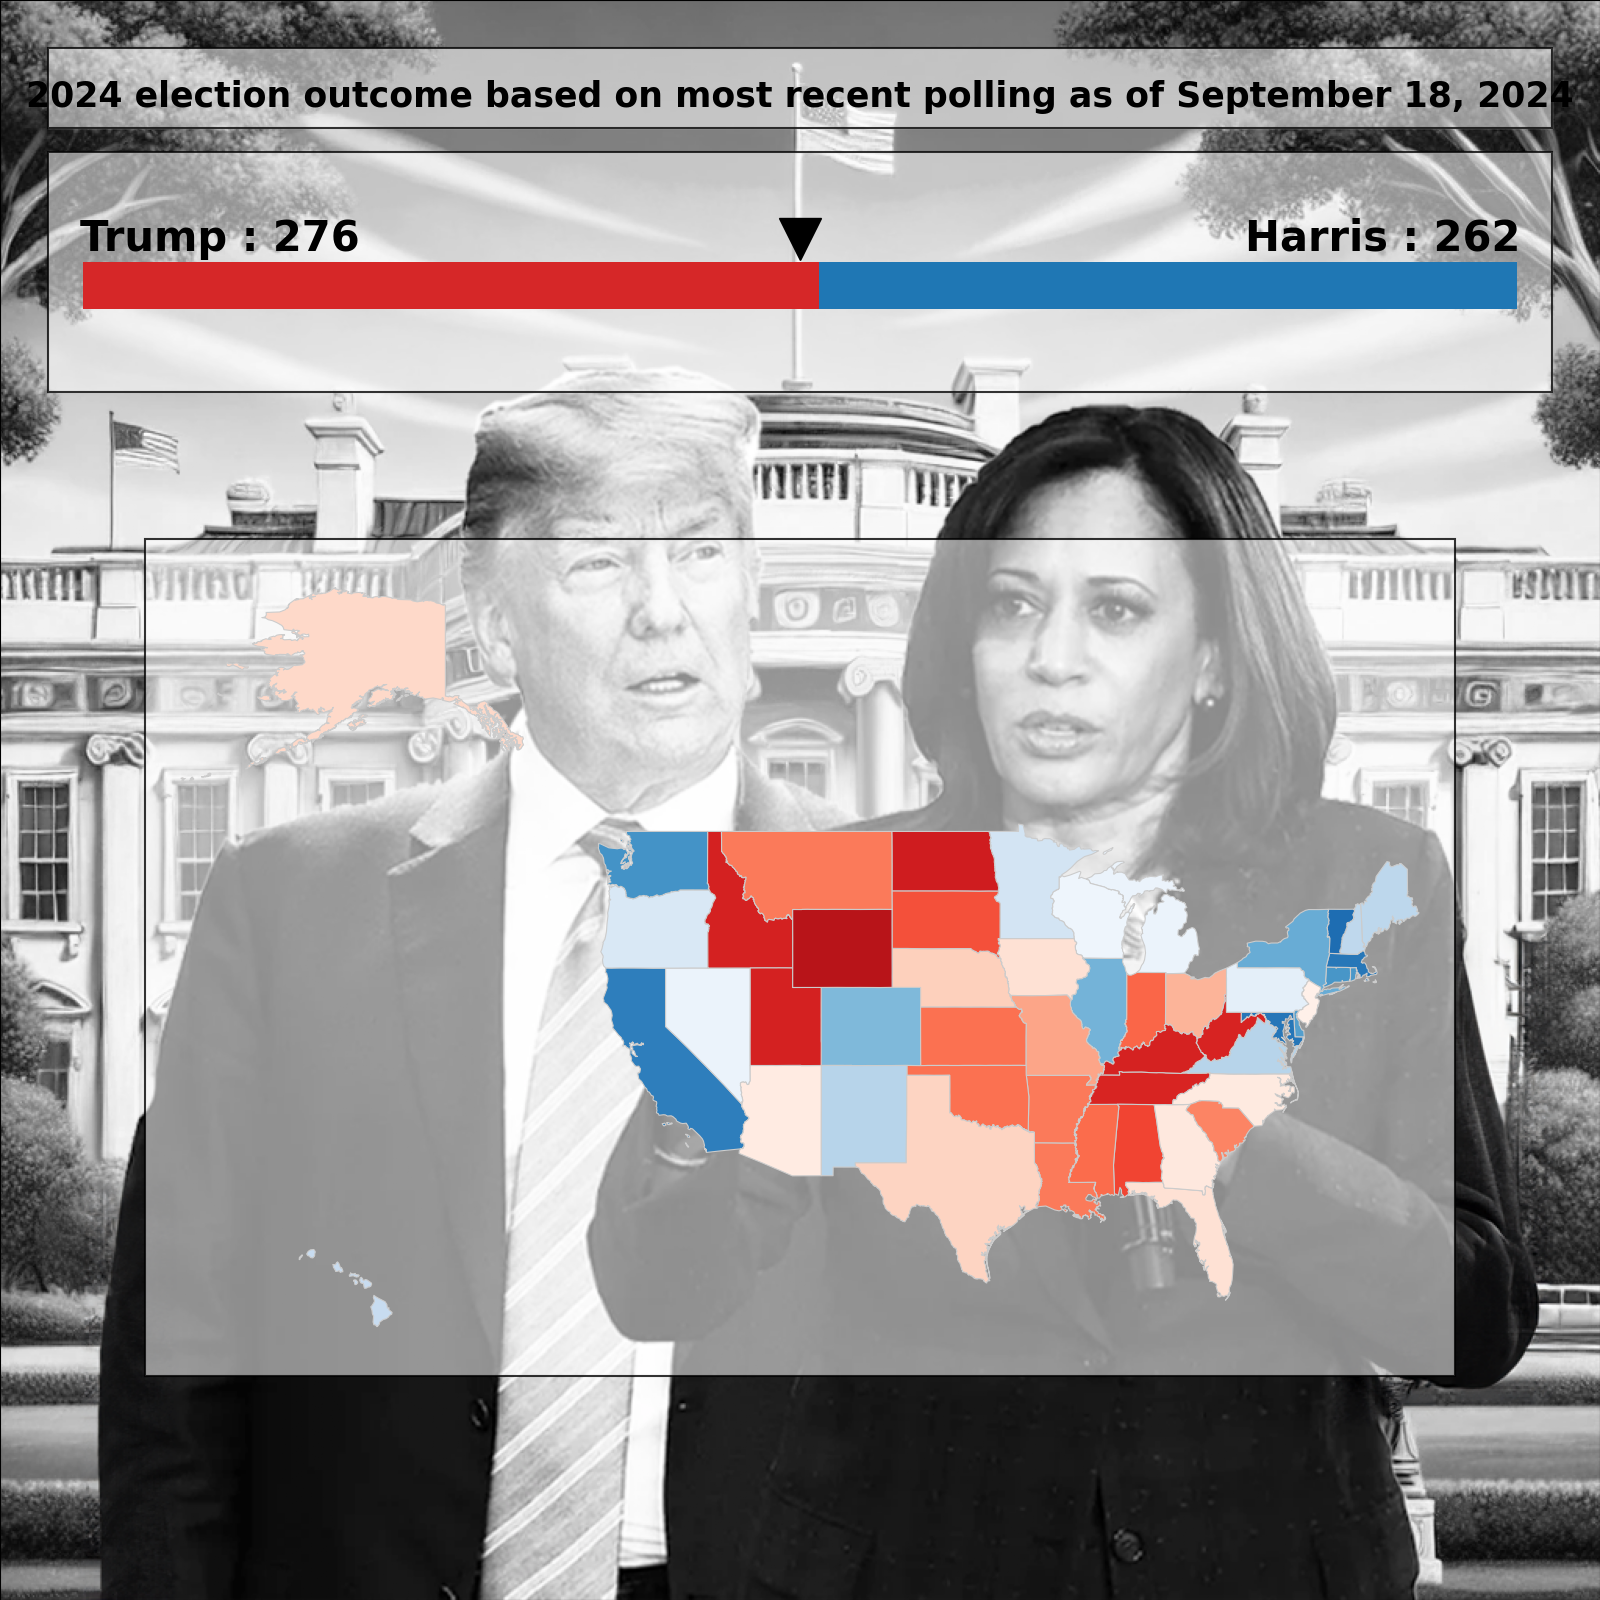 2024 election outcome based on most recent polling as of September 18, 2024
Trump : 276
Harris : 262